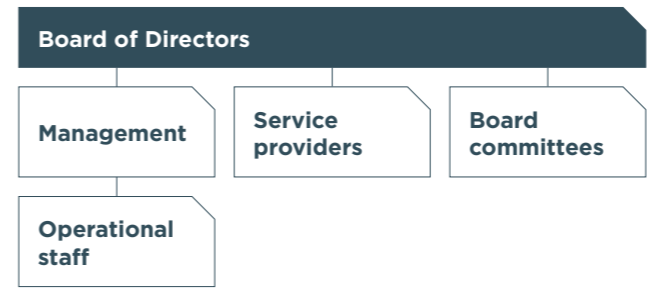 Board of Directors
Management
Service
providers
Board
committees
Operational
staff